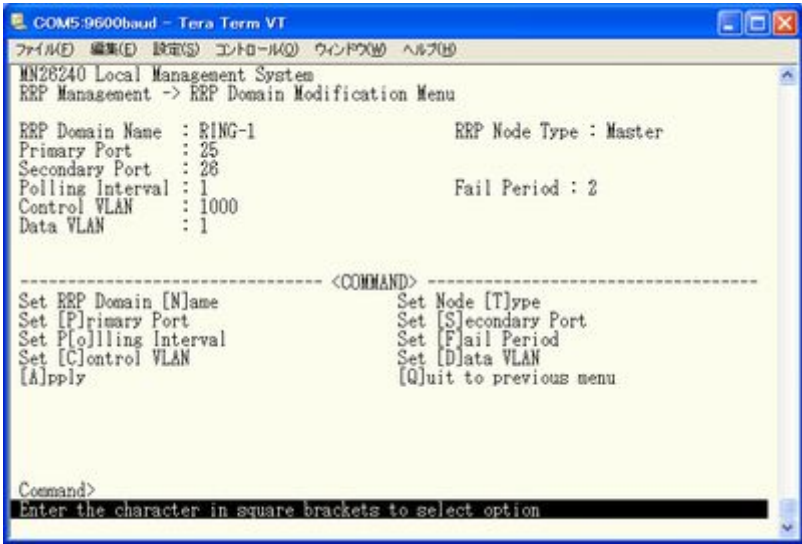 COM5:9600baud - Tera Term VT
ファイル(F) 編集(E) 設定(S) コントロール(O) ウィンドウ(W) ヘルプ(H)
MN26240 Local Management System
RRP Management -> RRP Domain Modification Menu
RRP Domain Name : RING-1 RRP Node Type : Master
Primary Port : 25
Secondary Port : 26
Polling Interval : 1 Fail Period : 2
Control VLAN : 1000
Data VLAN : 1
-------------------------------- <COMMAND> -----------------------------------
Set RRP Domain [N]ame Set Node [T]ype
Set [P]rimary Port Set [S]econdary Port
Set P[o]lling Interval Set [F]ail Period
Set [C]ontrol VLAN Set [D]ata VLAN
[A]pply [Q]uit to previous menu
Command>
Enter the character in square brackets to select option